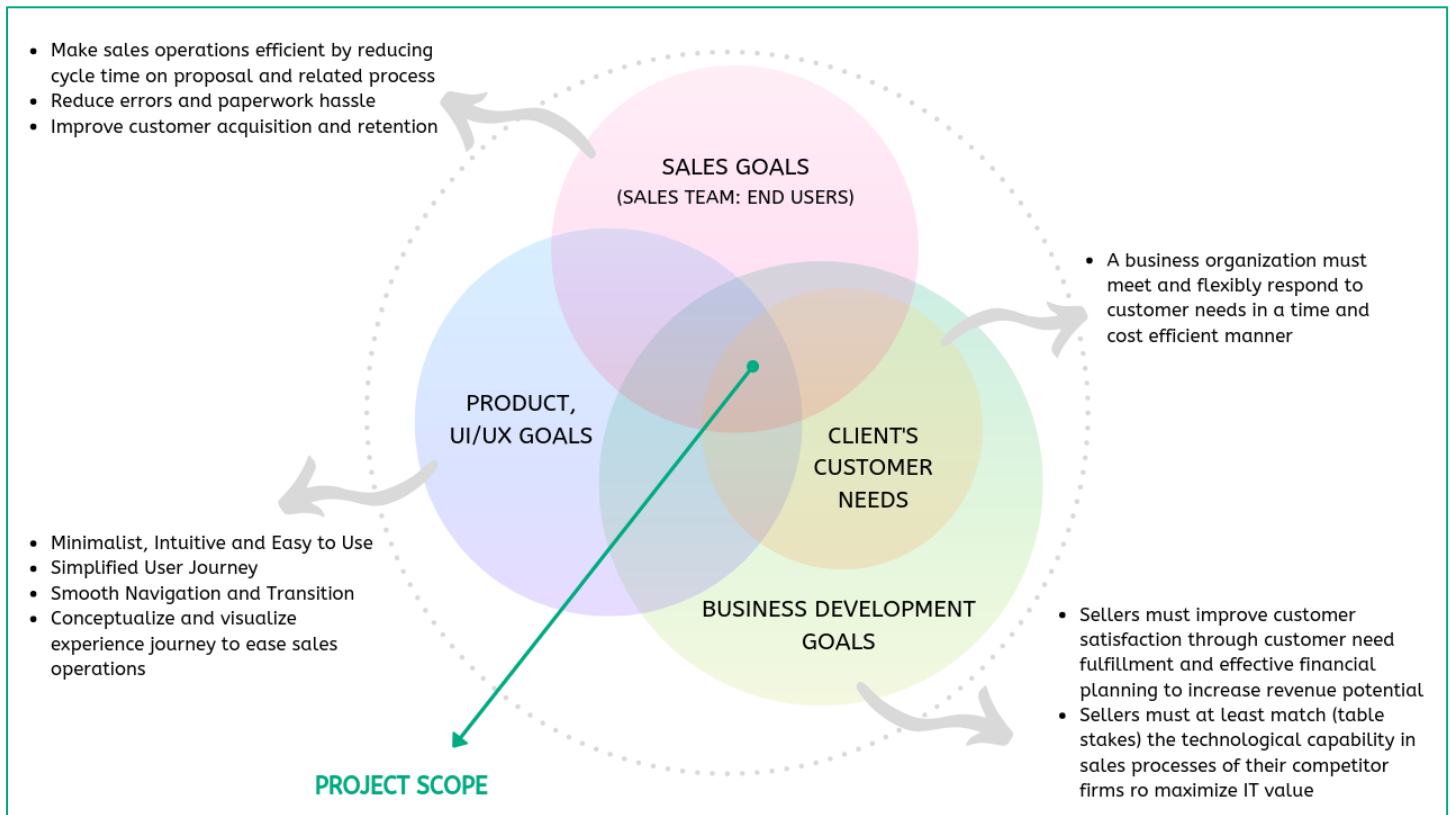 • Make sales operations efficient by reducing
cycle time on proposal and related process
• Reduce errors and paperwork hassle
• Improve customer acquisition and retention
SALES GOALS
(SALES TEAM: END USERS)
• A business organization must
meet and flexibly respond to
customer needs in a time and
cost efficient manner
PRODUCT,
UI/UX GOALS
CLIENT'S
CUSTOMER
NEEDS
• Minimalist, Intuitive and Easy to Use
• Simplified User Journey
• Smooth Navigation and Transition
• Conceptualize and visualize
experience journey to ease sales
operations
BUSINESS DEVELOPMENT
GOALS
• Sellers must improve customer
satisfaction through customer need
fulfillment and effective financial
planning to increase revenue potential
• Sellers must at least match (table
stakes) the technological capability in
sales processes of their competitor
firms ro maximize IT value
PROJECT SCOPE